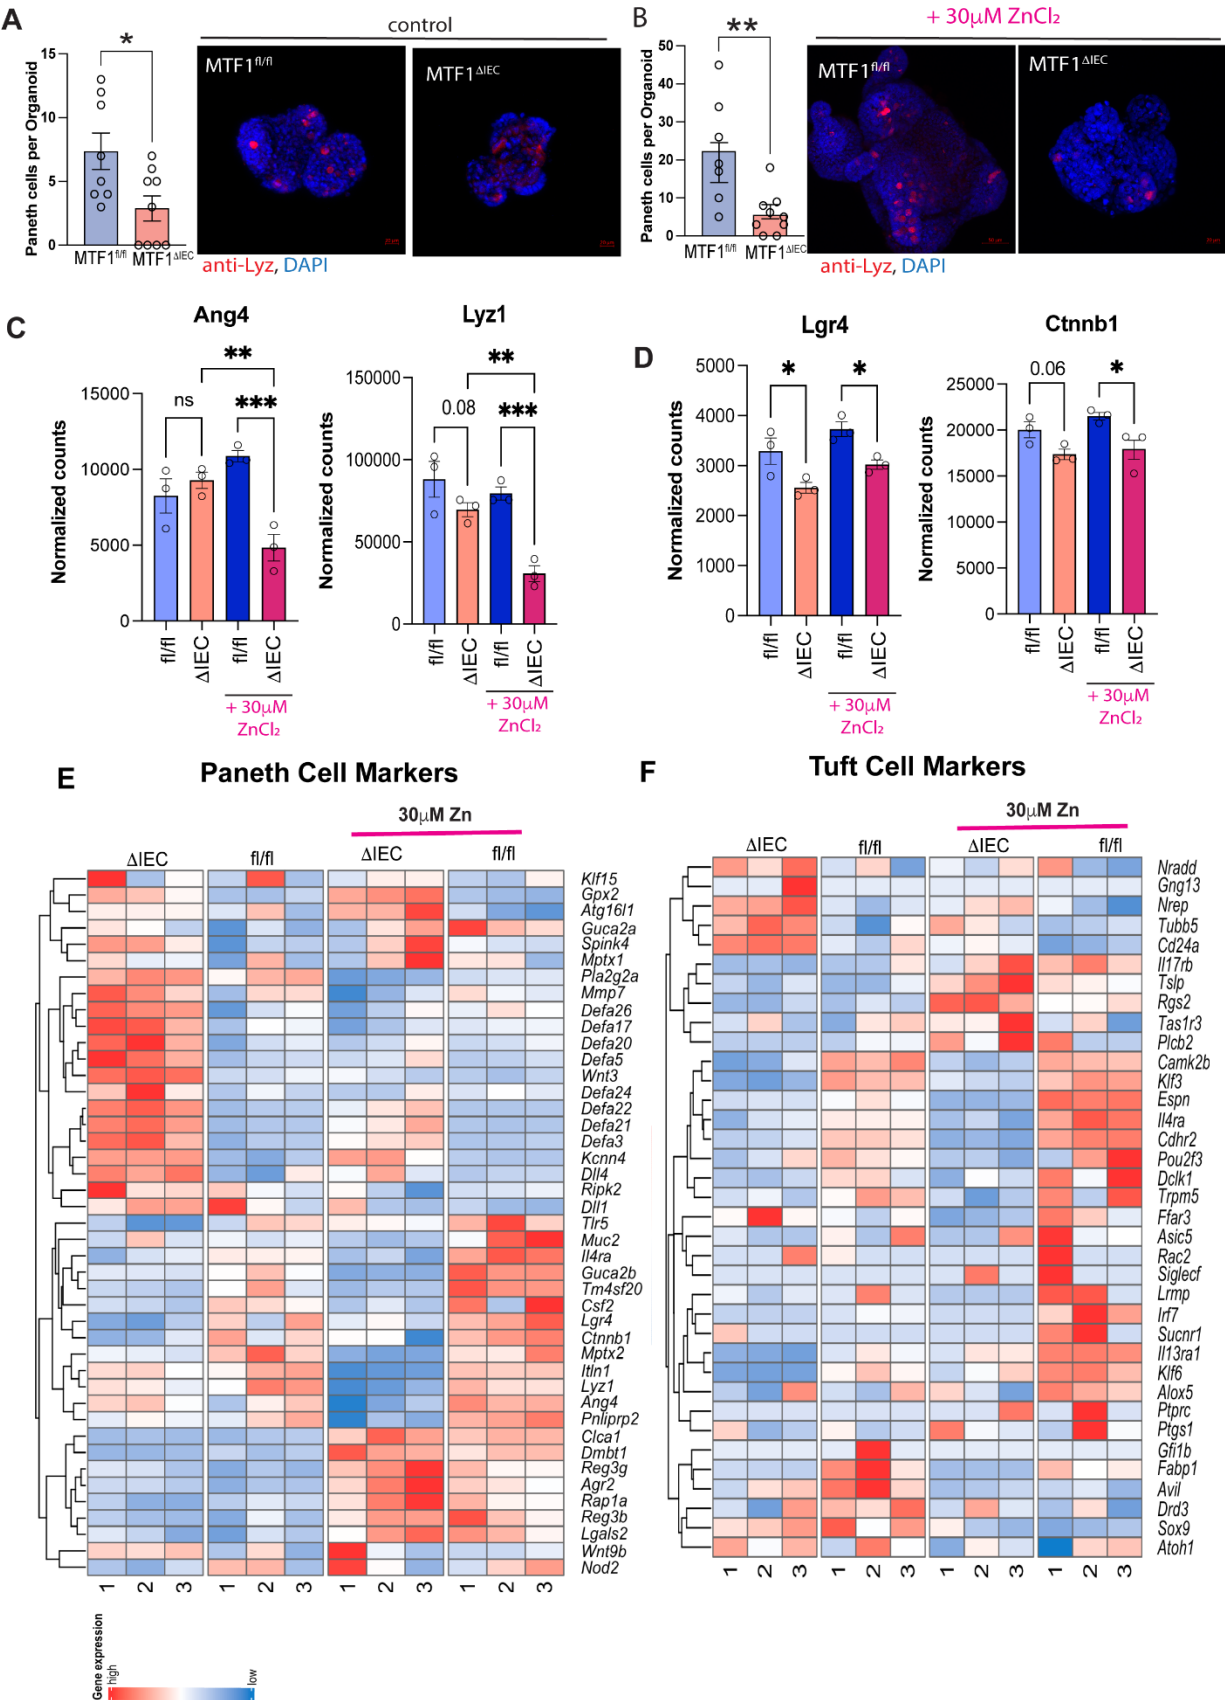 A
control
*
15
10
5
0
Paneth cells per Organoid
MTF1fl/fl
MTF1ΔIEC
MTF1fl/fl
MTF1ΔIEC
anti-Lyz, DAPI
B
+ 30μM ZnCl₂
**
50
40
30
20
10
0
Paneth cells per Organoid
MTF1fl/fl
MTF1ΔIEC
MTF1fl/fl
MTF1ΔIEC
anti-Lyz, DAPI
C
Ang4
**
ns
***
15000
10000
5000
0
Normalized counts
fl/fl
ΔIEC
fl/fl
ΔIEC
+ 30μM
ZnCl₂
Lyz1
**
0.08
***
150000
100000
50000
0
Normalized counts
fl/fl
ΔIEC
fl/fl
ΔIEC
+ 30μM
ZnCl₂
D
Lgr4
*
*
5000
4000
3000
2000
1000
0
Normalized counts
fl/fl
ΔIEC
fl/fl
ΔIEC
+ 30μM
ZnCl₂
Ctnnb1
0.06
*
25000
20000
15000
10000
5000
0
Normalized counts
fl/fl
ΔIEC
fl/fl
ΔIEC
+ 30μM
ZnCl₂
E
Paneth Cell Markers
30μM Zn
ΔIEC fl/fl ΔIEC fl/fl
Klf15
Gpx2
Atg16l1
Guca2a
Spink4
Mptx1
Pla2g2a
Mmp7
Defa26
Defa17
Defa20
Defa5
Wnt3
Defa24
Defa22
Defa21
Defa3
Kcnn4
Dll4
Ripk2
Dll1
Tlr5
Muc2
Il4ra
Guca2b
Tm4sf20
Csf2
Lgr4
Ctnnb1
Mptx2
Itln1
Lyz1
Ang4
Pnliprp2
Clca1
Dmbt1
Reg3g
Agr2
Rap1a
Reg3b
Lgals2
Wnt9b
Nod2
1 2 3 1 2 3 1 2 3 1 2 3
Gene expression
high
low
F
Tuft Cell Markers
30μM Zn
ΔIEC fl/fl ΔIEC fl/fl
Nradd
Gng13
Nrep
Tubb5
Cd24a
Il17rb
Tslp
Rgs2
Tas1r3
Plcb2
Camk2b
Klf3
Espn
Il4ra
Cdhr2
Pou2f3
Dclk1
Trpm5
Ffar3
Asic5
Rac2
Siglecf
Lrmp
Irf7
Sucnr1
Il13ra1
Klf6
Alox5
Ptprc
Ptgs1
Gfi1b
Fabp1
Avil
Drd3
Sox9
Atoh1
1 2 3 1 2 3 1 2 3 1 2 3